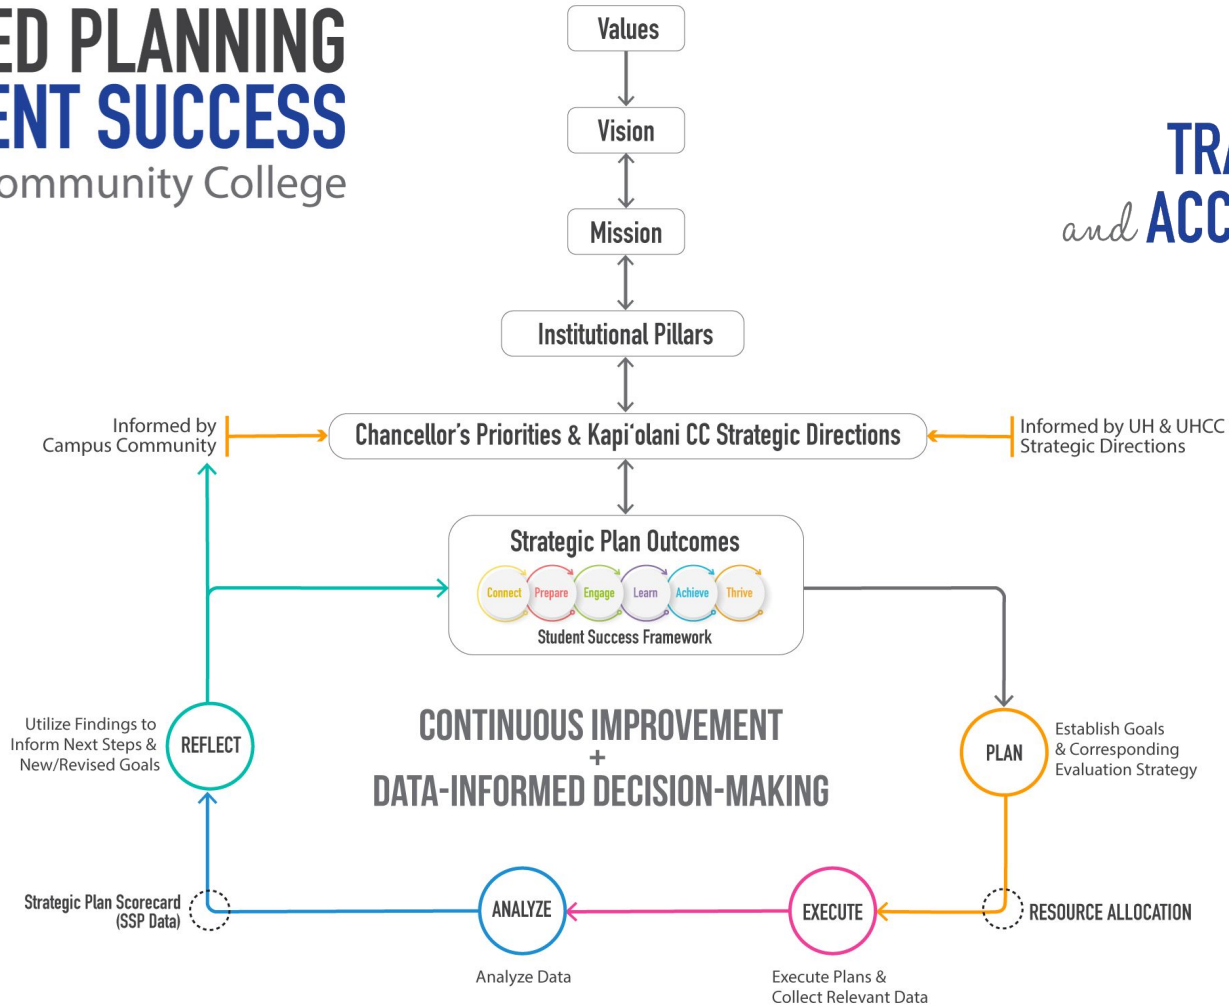 ED PLANNING
ENT SUCCESS
ommunity College
Values
Vision
TRA
and ACC
Mission
Institutional Pillars
Informed by
Campus Community
Chancellor's Priorities & Kapiʻolani CC Strategic Directions
Informed by UH & UHCC
Strategic Directions
Strategic Plan Outcomes
Connect
Prepare
Engage
Learn
Achieve
Thrive
Student Success Framework
Utilize Findings to
Inform Next Steps &
New/Revised Goals
REFLECT
CONTINUOUS IMPROVEMENT
+
DATA-INFORMED DECISION-MAKING
PLAN
Establish Goals
& Corresponding
Evaluation Strategy
Strategic Plan Scorecard
(SSP Data)
ANALYZE
Analyze Data
EXECUTE
Execute Plans &
Collect Relevant Data
RESOURCE ALLOCATION